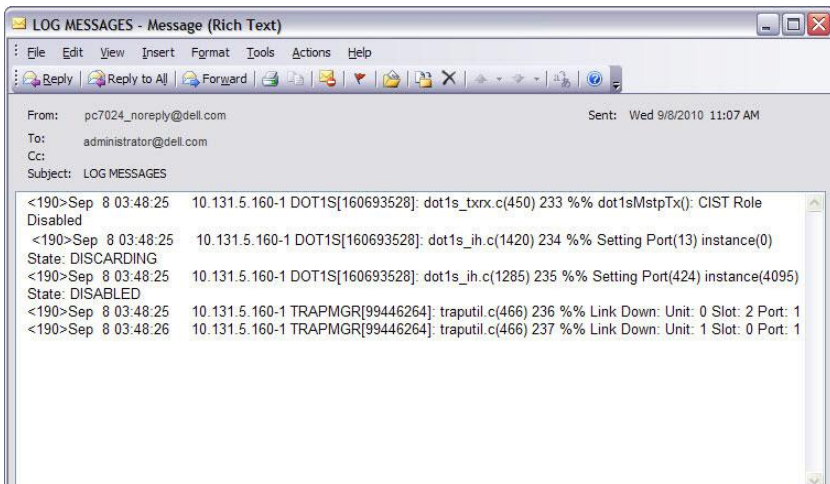 LOG MESSAGES - Message (Rich Text)
File Edit View Insert Format Tools Actions Help
Reply Reply to All Forward
From: pc7024_noreply@dell.com Sent: Wed 9/8/2010 11:07 AM
To: administrator@dell.com
Cc:
Subject: LOG MESSAGES
<190>Sep 8 03:48:25 10.131.5.160-1 DOT1S[160693528]: dot1s_txrx.c(450) 233 %% dot1sMstpTx(): CIST Role
Disabled
<190>Sep 8 03:48:25 10.131.5.160-1 DOT1S[160693528]: dot1s_ih.c(1420) 234 %% Setting Port(13) instance(0)
State: DISCARDING
<190>Sep 8 03:48:25 10.131.5.160-1 DOT1S[160693528]: dot1s_ih.c(1285) 235 %% Setting Port(424) instance(4095)
State: DISABLED
<190>Sep 8 03:48:25 10.131.5.160-1 TRAPMGR[99446264]: traputil.c(466) 236 %% Link Down: Unit: 0 Slot: 2 Port: 1
<190>Sep 8 03:48:26 10.131.5.160-1 TRAPMGR[99446264]: traputil.c(466) 237 %% Link Down: Unit: 1 Slot: 0 Port: 1